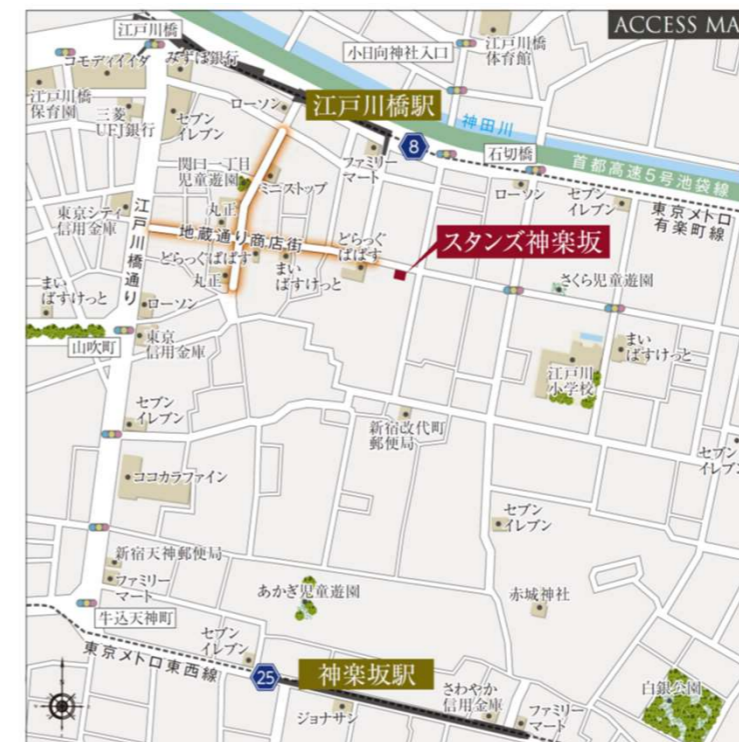 ACCESS MA
江戸川橋
コモディイイダ
みずほ銀行
小日向神社入口
江戸川橋
体育館
江戸川橋
保育園
三菱
UFJ銀行
セブン
イレブン
ローソン
江戸川橋駅
神田川
8
石切橋
首都高速5号池袋線
関口一丁目
児童遊園
ミニストップ
ファミリー
マート
ローソン
セブン
イレブン
東京メトロ
有楽町線
東京シティ
信用金庫
江戸川橋通り
丸正
地蔵通り商店街
どらっぐぱぱす
丸正
まい
ばすけっと
どらっぐ
ぱぱす
スタンズ神楽坂
さくら児童遊園
まい
ばすけっと
ローソン
山吹町
東京
信用金庫
江戸川
小学校
まい
ばすけっと
セブン
イレブン
新宿改代町
郵便局
セブン
イレブン
ココカラファイン
セブン
イレブン
新宿天神郵便局
ファミリー
マート
あかぎ児童遊園
赤城神社
牛込天神町
セブン
イレブン
東京メトロ東西線
25
神楽坂駅
ジョナサン
さわやか
信用金庫
ファミリー
マート
白銀公園